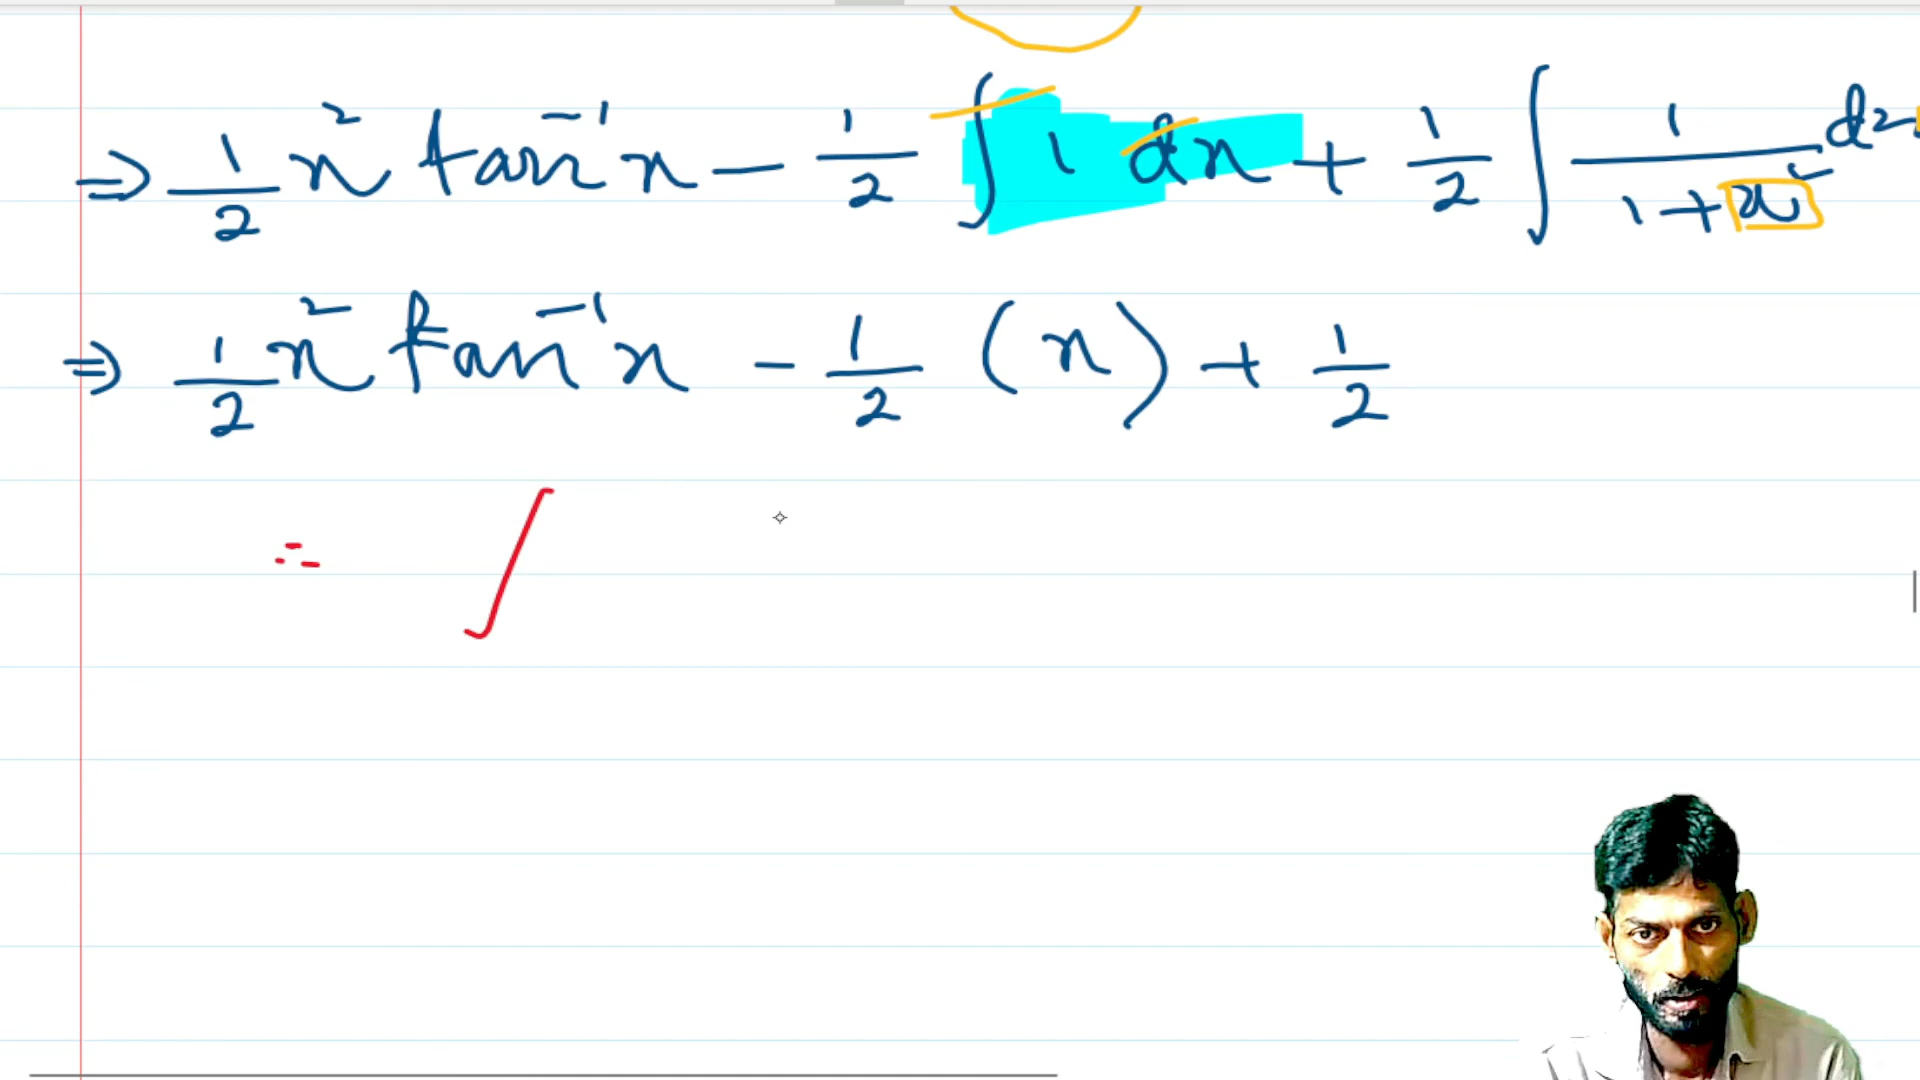 ⇒ 1/2 x² tan⁻¹x − 1/2 ∫ 1 dx + 1/2 ∫ 1/(1+x²) dx
⇒ 1/2 x² tan⁻¹x − 1/2 (x) + 1/2
∴ ∫